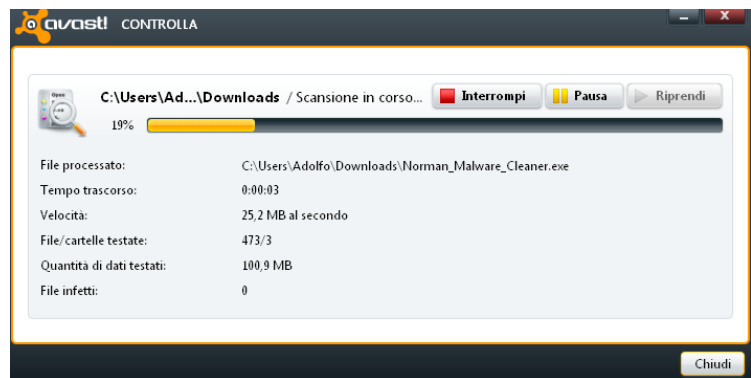 avast! CONTROLLA
Open
C:\Users\Ad...\Downloads / Scansione in corso...
Interrompi
Pausa
Riprendi
19%
File processato: C:\Users\Adolfo\Downloads\Norman_Malware_Cleaner.exe
Tempo trascorso: 0:00:03
Velocità: 25,2 MB al secondo
File/cartelle testate: 473/3
Quantità di dati testati: 100,9 MB
File infetti: 0
Chiudi